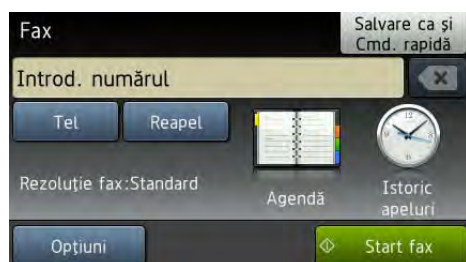 Fax
Salvare ca și
Cmd. rapidă
Introd. numărul
Tel
Reapel
Rezoluție fax:Standard
Agendă
Istoric
apeluri
Opțiuni
Start fax